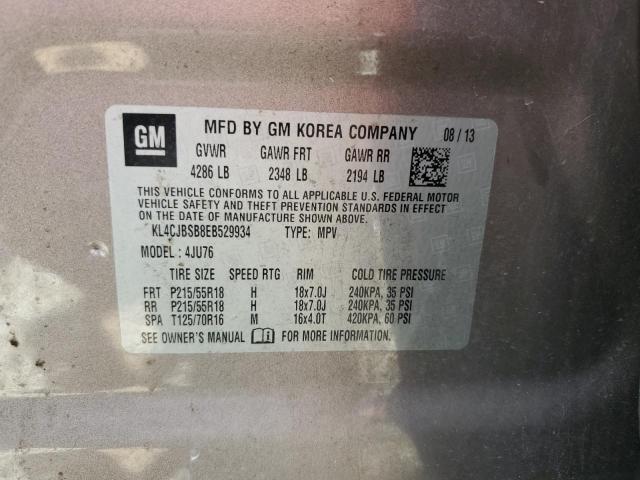 GM MFD BY GM KOREA COMPANY 08 / 13
GVWR GAWR FRT GAWR RR
4286 LB 2348 LB 2194 LB
THIS VEHICLE CONFORMS TO ALL APPLICABLE U.S. FEDERAL MOTOR
VEHICLE SAFETY AND THEFT PREVENTION STANDARDS IN EFFECT
ON THE DATE OF MANUFACTURE SHOWN ABOVE.
KL4CJBSB8EB529934 TYPE: MPV
MODEL: 4JU76
TIRE SIZE SPEED RTG RIM COLD TIRE PRESSURE
FRT P215/55R18 H 18x7.0J 240KPA, 35 PSI
RR P215/55R18 H 18x7.0J 240KPA, 35 PSI
SPA T125/70R16 M 16x4.0T 420KPA, 60 PSI
SEE OWNER'S MANUAL FOR MORE INFORMATION.